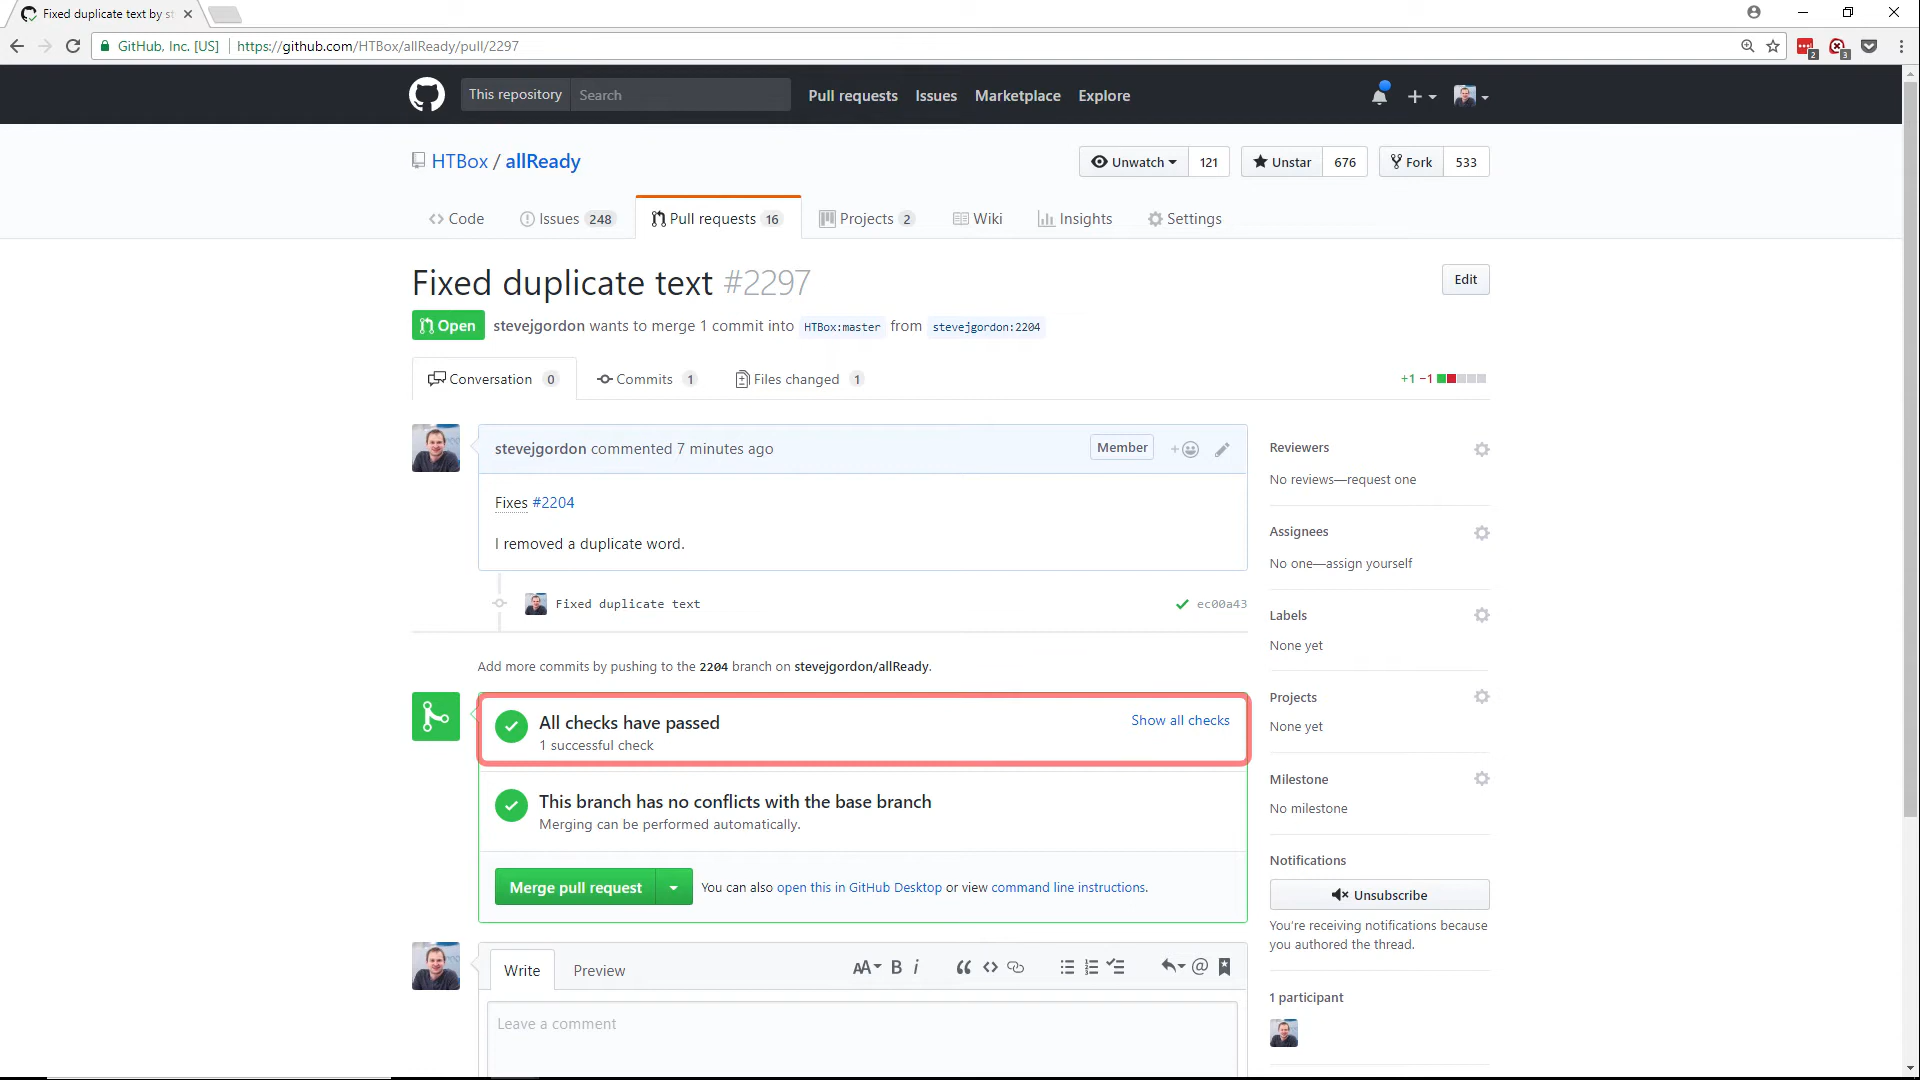 Fixed duplicate text by st
GitHub, Inc. [US] https://github.com/HTBox/allReady/pull/2297
2
3
This repository Search Pull requests Issues Marketplace Explore
HTBox / allReady
Unwatch 121 Unstar 676 Fork 533
Code Issues 248 Pull requests 16 Projects 2 Wiki Insights Settings
Fixed duplicate text #2297
Edit
Open stevejgordon wants to merge 1 commit into HTBox:master from stevejgordon:2204
Conversation 0 Commits 1 Files changed 1 +1 −1
stevejgordon commented 7 minutes ago Member
Fixes #2204
I removed a duplicate word.
Fixed duplicate text ec00a43
Add more commits by pushing to the 2204 branch on stevejgordon/allReady.
All checks have passed Show all checks
1 successful check
This branch has no conflicts with the base branch
Merging can be performed automatically.
Merge pull request You can also open this in GitHub Desktop or view command line instructions.
Write Preview AA B i
Leave a comment
Reviewers
No reviews—request one
Assignees
No one—assign yourself
Labels
None yet
Projects
None yet
Milestone
No milestone
Notifications
Unsubscribe
You're receiving notifications because
you authored the thread.
1 participant